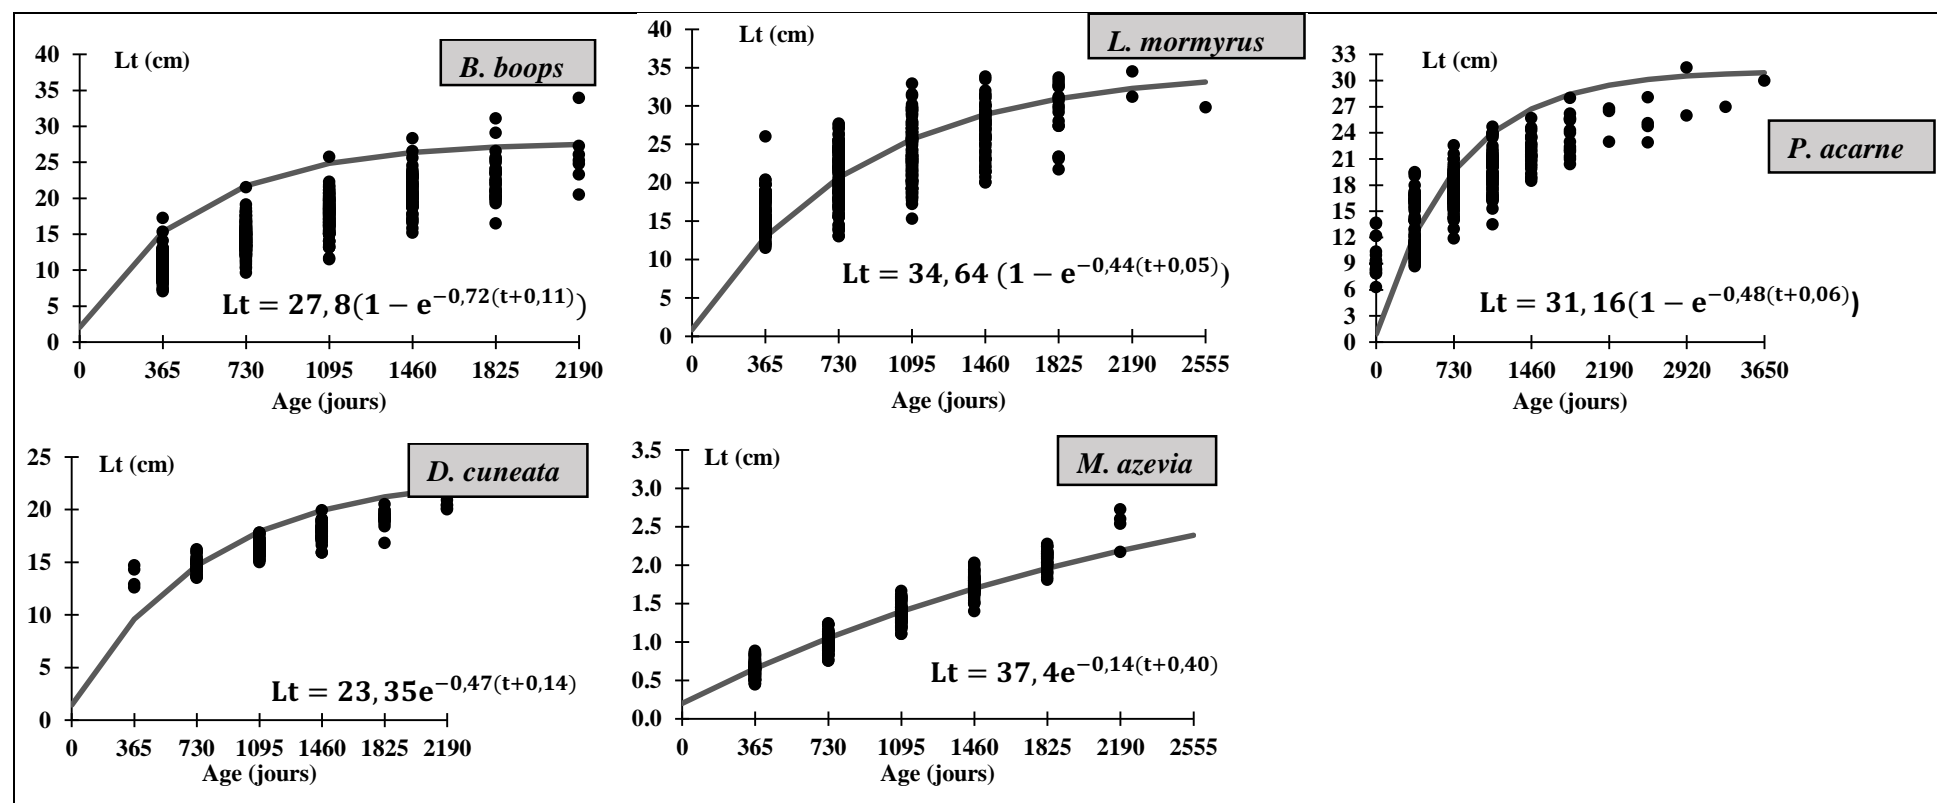 B. boops
Lt (cm)
40
35
30
25
20
15
10
5
0
Lt = 27,8(1 − e^−0,72(t+0,11))
0 365 730 1095 1460 1825 2190
Age (jours)
L. mormyrus
Lt (cm)
40
35
30
25
20
15
10
5
0
Lt = 34,64 (1 − e^−0,44(t+0,05))
0 365 730 1095 1460 1825 2190 2555
Age (jours)
P. acarne
Lt (cm)
33
30
27
24
21
18
15
12
9
6
3
0
Lt = 31,16(1 − e^−0,48(t+0,06))
0 730 1460 2190 2920 3650
Age (jours)
D. cuneata
Lt (cm)
25
20
15
10
5
0
Lt = 23,35e^−0,47(t+0,14)
0 365 730 1095 1460 1825 2190
Age (jours)
M. azevia
Lt (cm)
3.5
3.0
2.5
2.0
1.5
1.0
0.5
0.0
Lt = 37,4e^−0,14(t+0,40)
0 365 730 1095 1460 1825 2190 2555
Age (jours)